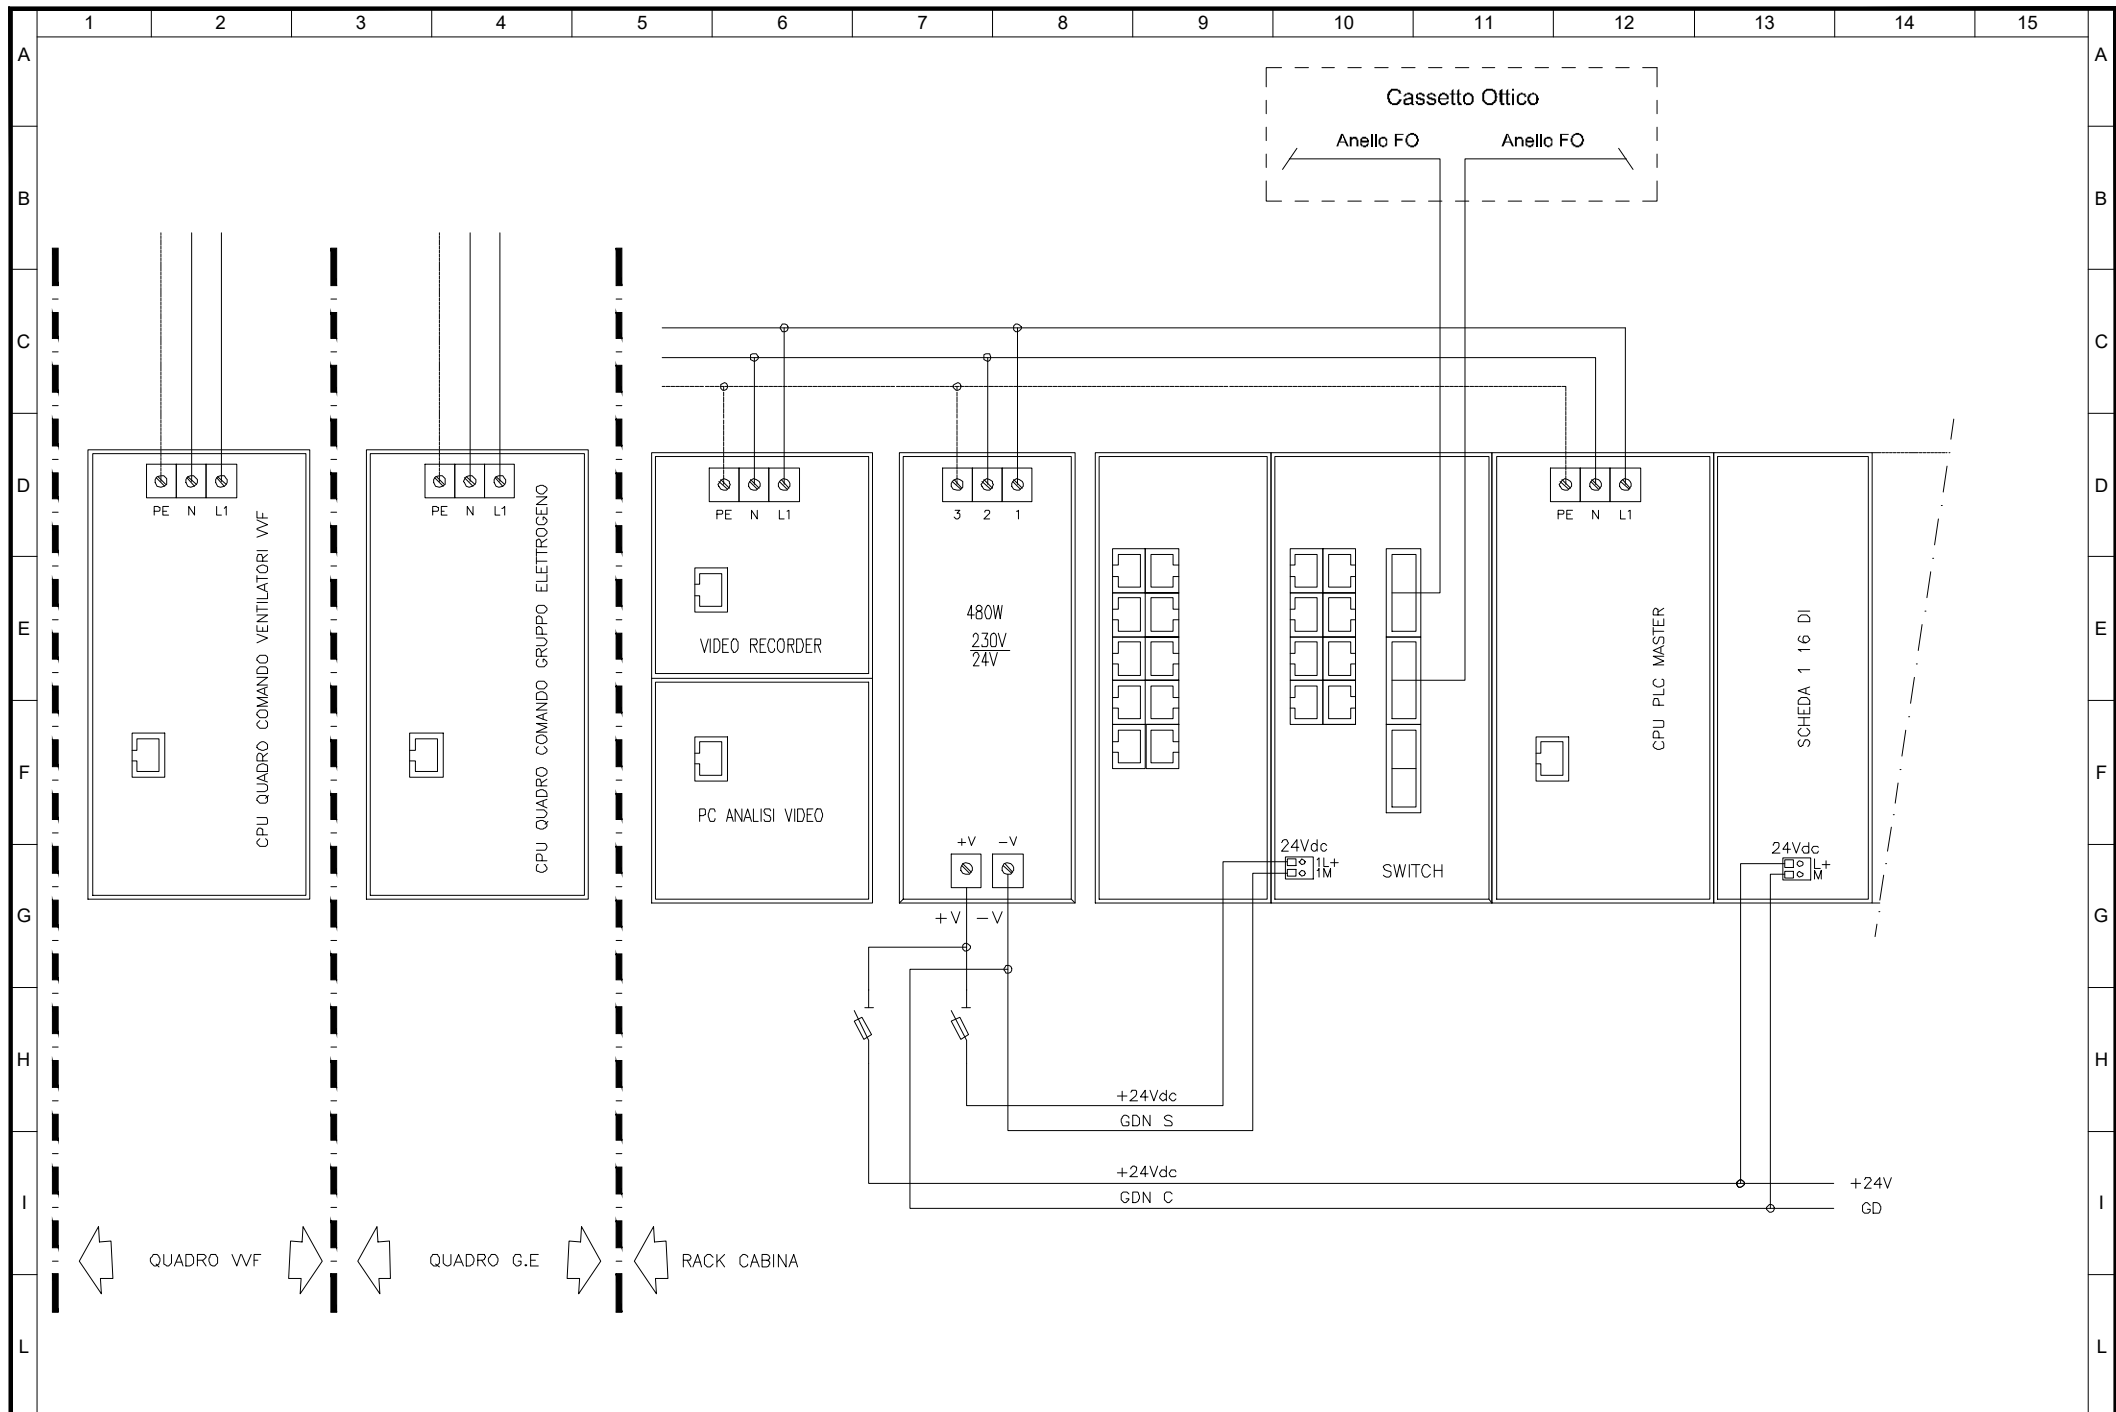 1 2 3 4 5 6 7 8 9 10 11 12 13 14 15
A A
Cassetto Ottico
Anello FO Anello FO
B B
C C
D D
PE N L1
PE N L1
PE N L1
3 2 1
PE N L1
CPU QUADRO COMANDO VENTILATORI VVF
CPU QUADRO COMANDO GRUPPO ELETTROGENO
E E
VIDEO RECORDER
480W
230V
24V
CPU PLC MASTER
SCHEDA 1 16 DI
F F
PC ANALISI VIDEO
+V -V
24Vdc
1L+
1M
SWITCH
24Vdc
L+
M
G G
+V -V
H H
+24Vdc
GDN S
+24Vdc
GDN C
+24V
GD
I I
QUADRO VVF
QUADRO G.E
RACK CABINA
L L